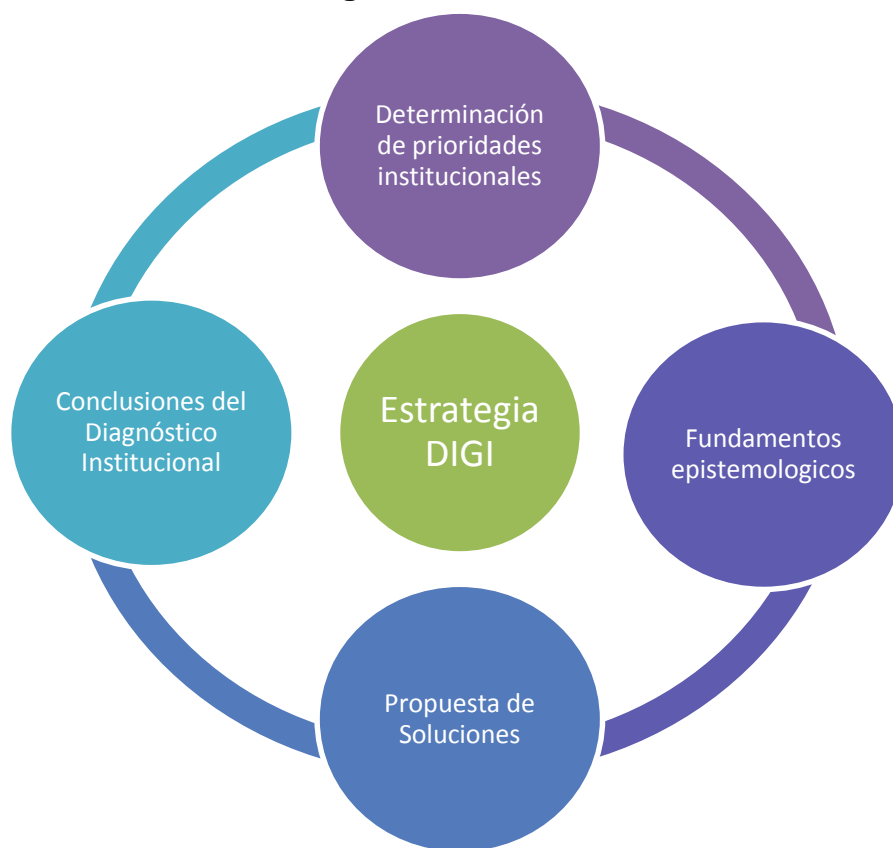 Determinación
de prioridades
institucionales
Conclusiones del
Diagnóstico
Institucional
Estrategia
DIGI
Fundamentos
epistemologicos
Propuesta de
Soluciones